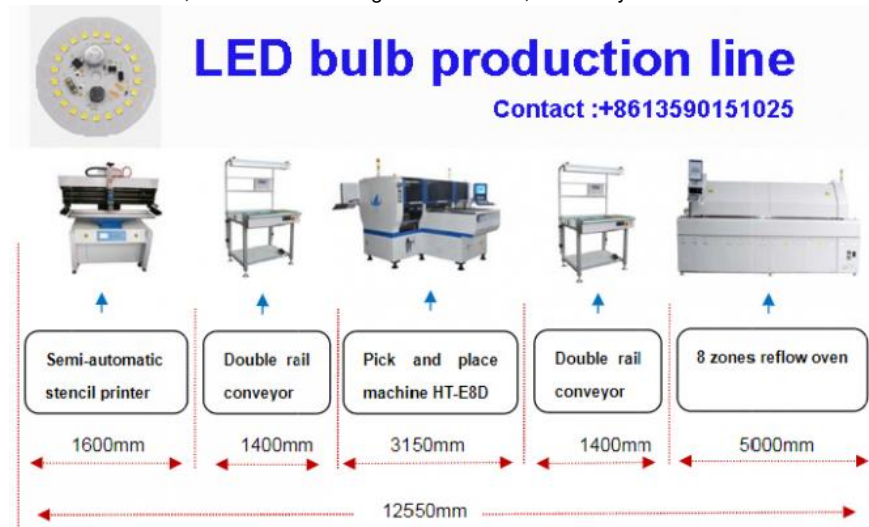 LED bulb production line
Contact :+8613590151025
Semi-automatic
stencil printer
Double rail
conveyor
Pick and place
machine HT-E8D
Double rail
conveyor
8 zones reflow oven
1600mm
1400mm
3150mm
1400mm
5000mm
12550mm